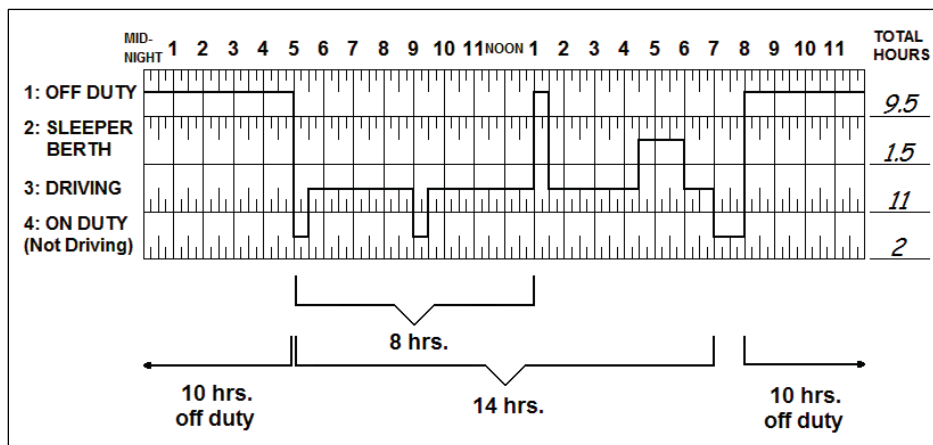 MID-
NIGHT 1 2 3 4 5 6 7 8 9 10 11 NOON 1 2 3 4 5 6 7 8 9 10 11
TOTAL
HOURS
1: OFF DUTY 9.5
2: SLEEPER
BERTH 1.5
3: DRIVING 11
4: ON DUTY
(Not Driving) 2
8 hrs.
10 hrs.
off duty
14 hrs.
10 hrs.
off duty